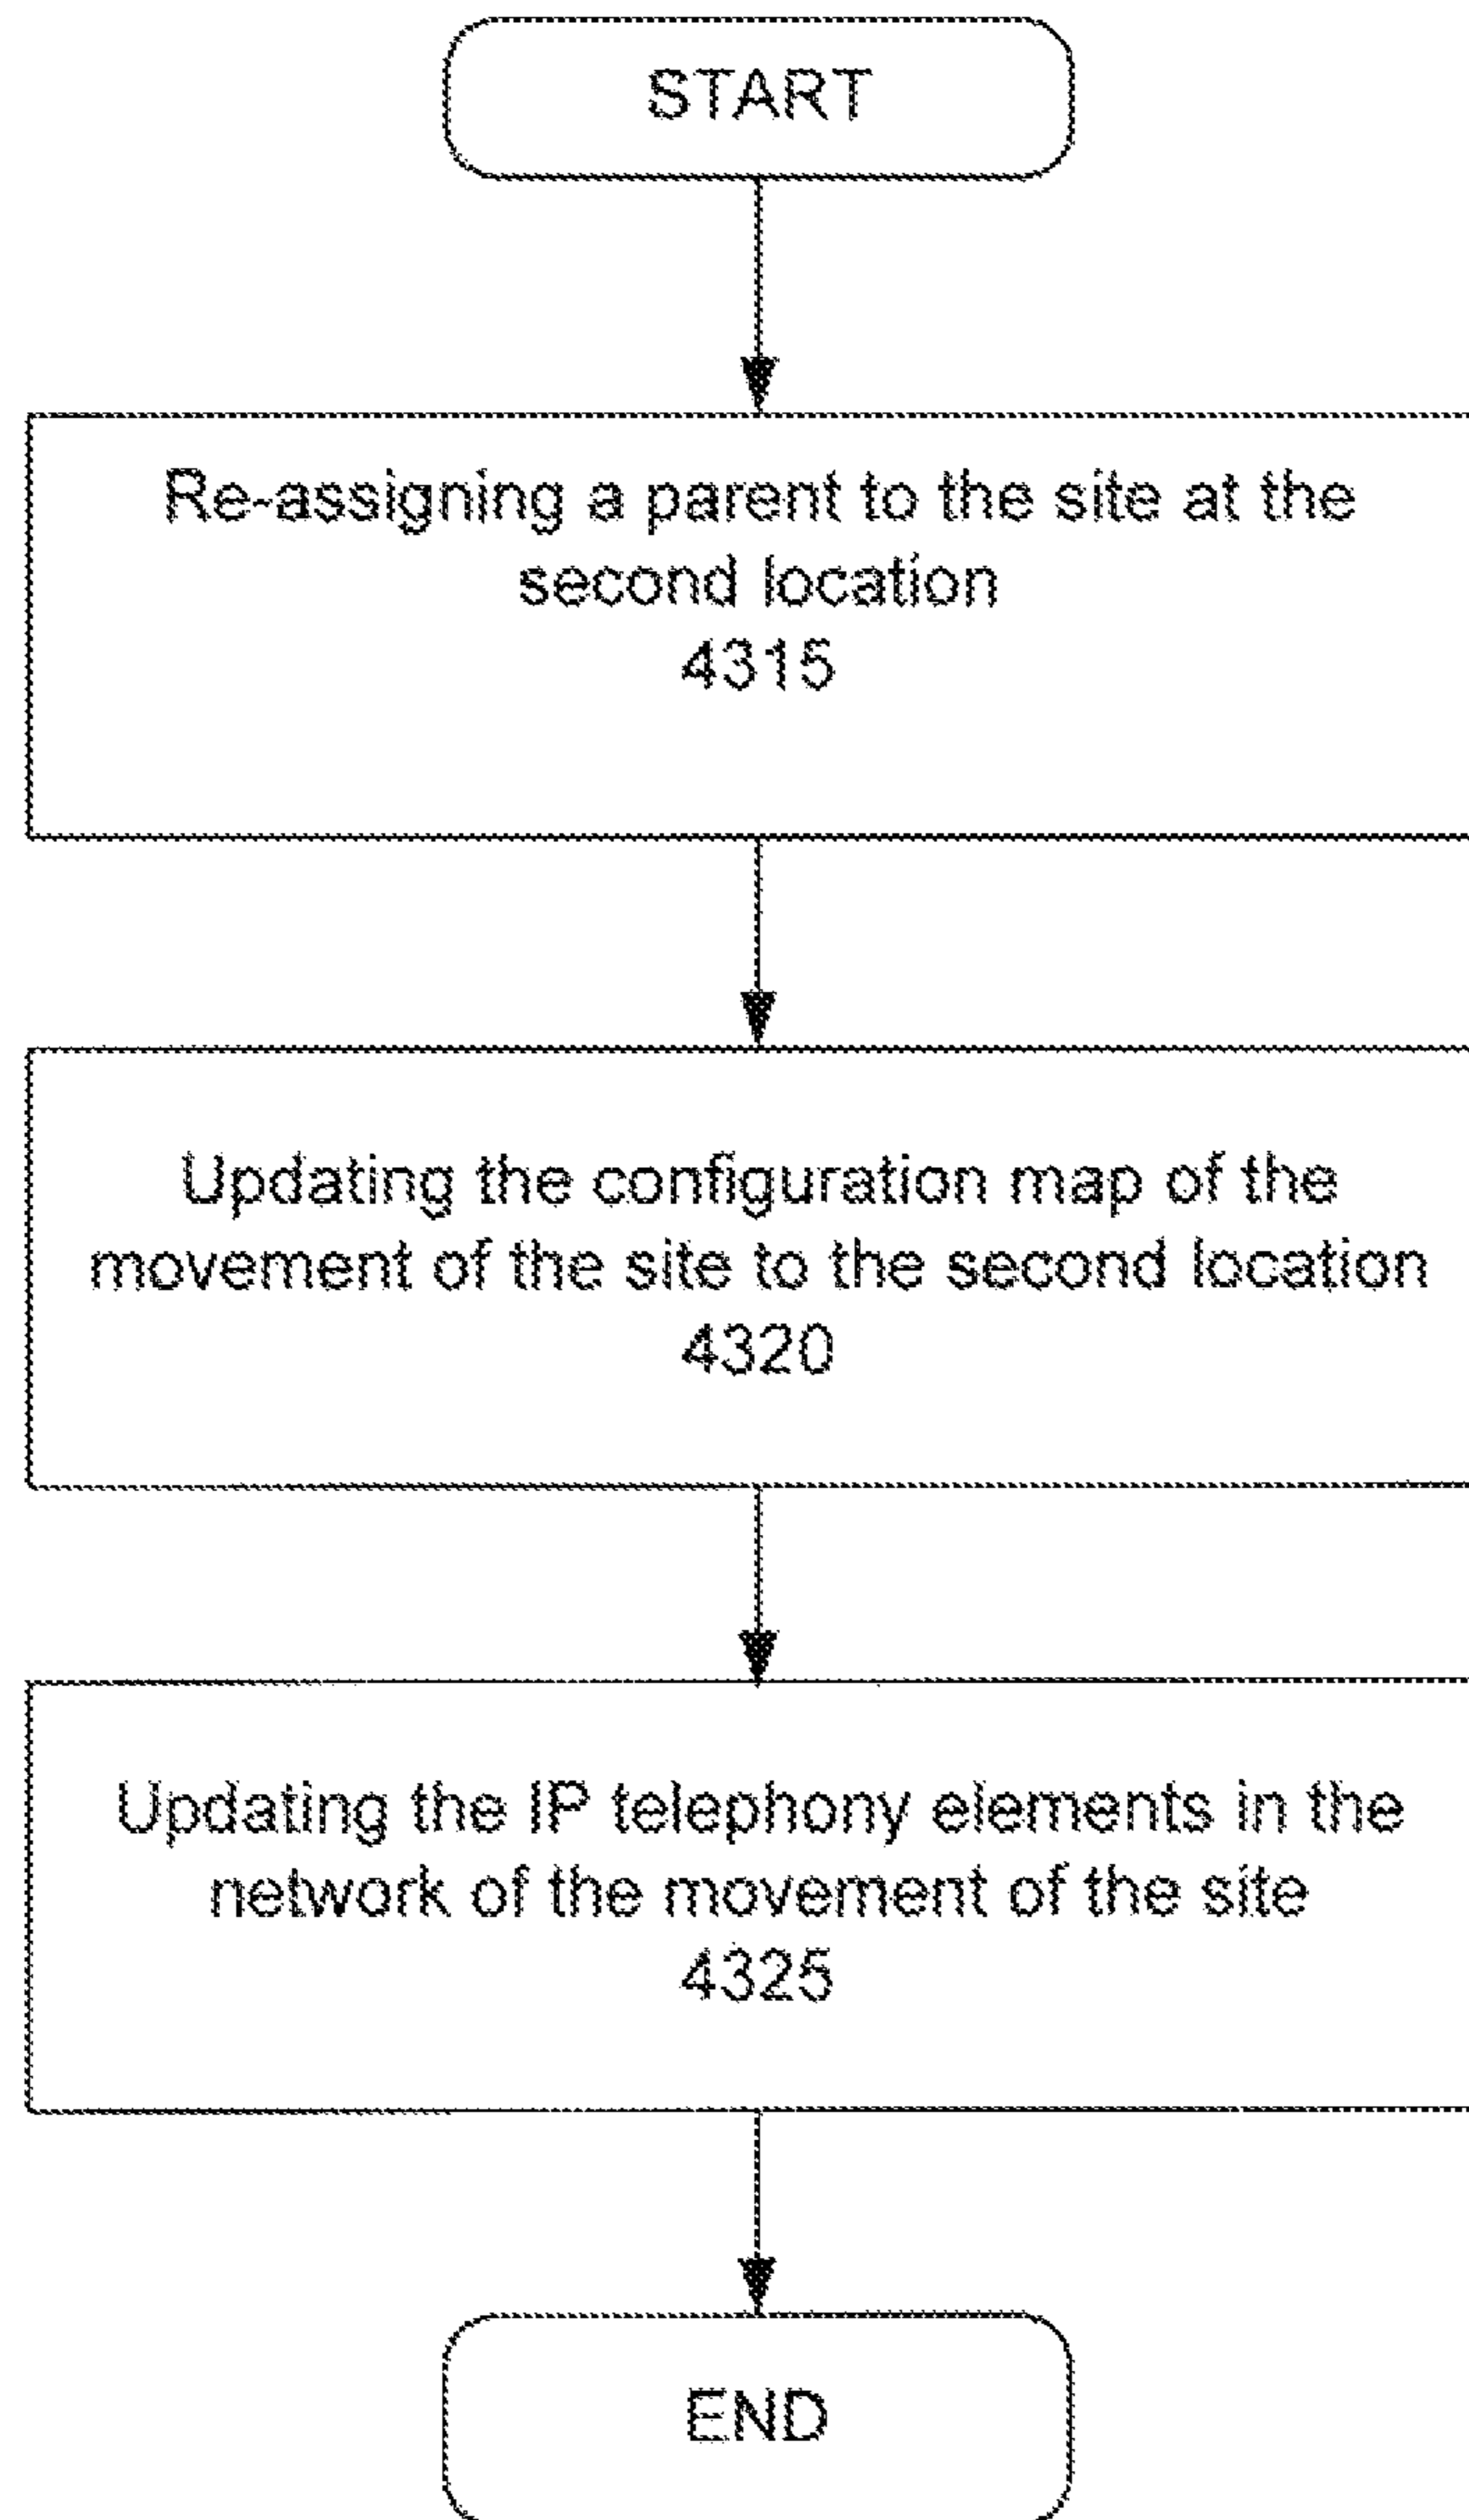 START
Re-assigning a parent to the site at the
second location
4315
Updating the configuration map of the
movement of the site to the second location
4320
Updating the IP telephony elements in the
network of the movement of the site
4325
END